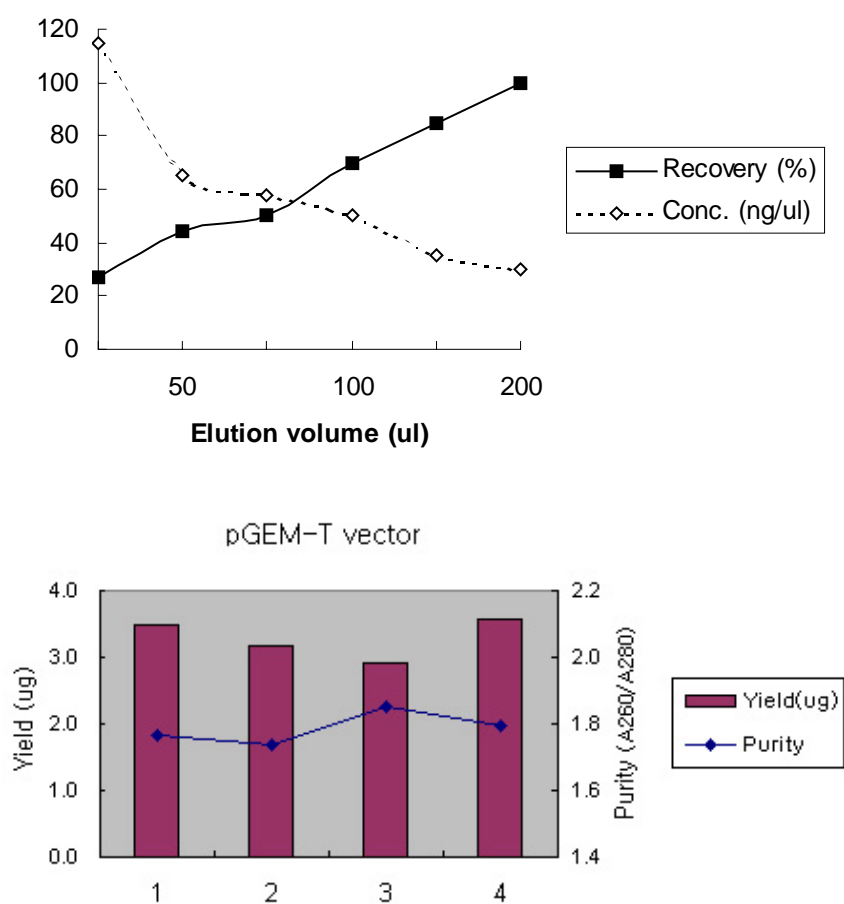 120
100
80
60
40
20
0
50 100 200
Elution volume (ul)
Recovery (%)
Conc. (ng/ul)
pGEM-T vector
4.0 2.2
3.0 2.0
2.0 1.8
1.0 1.6
0.0 1.4
Yield (ug)
Purity (A260/A280)
1 2 3 4
Yield(ug)
Purity